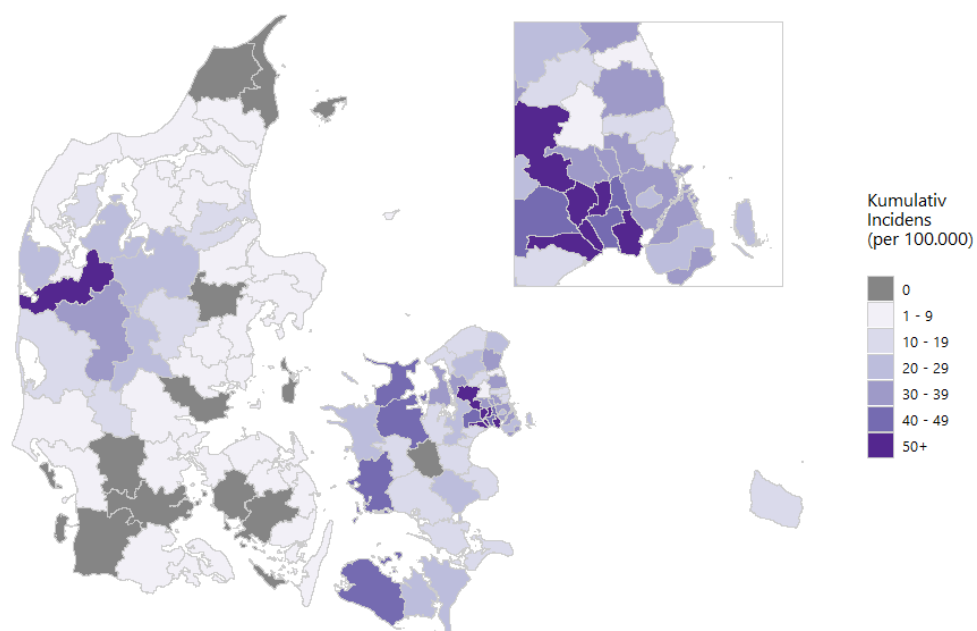 Kumulativ
Incidens
(per 100.000)
0
1 - 9
10 - 19
20 - 29
30 - 39
40 - 49
50+